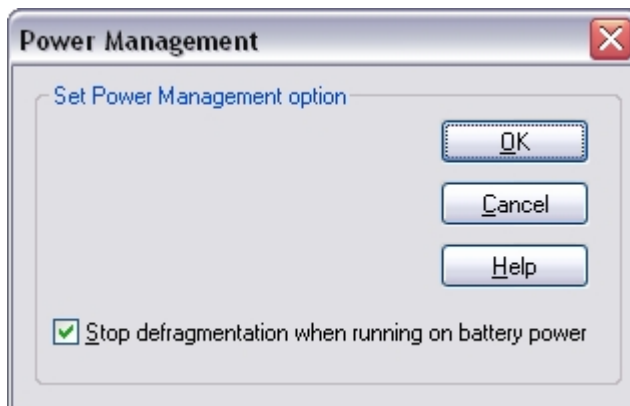 Power Management
Set Power Management option
OK
Cancel
Help
Stop defragmentation when running on battery power